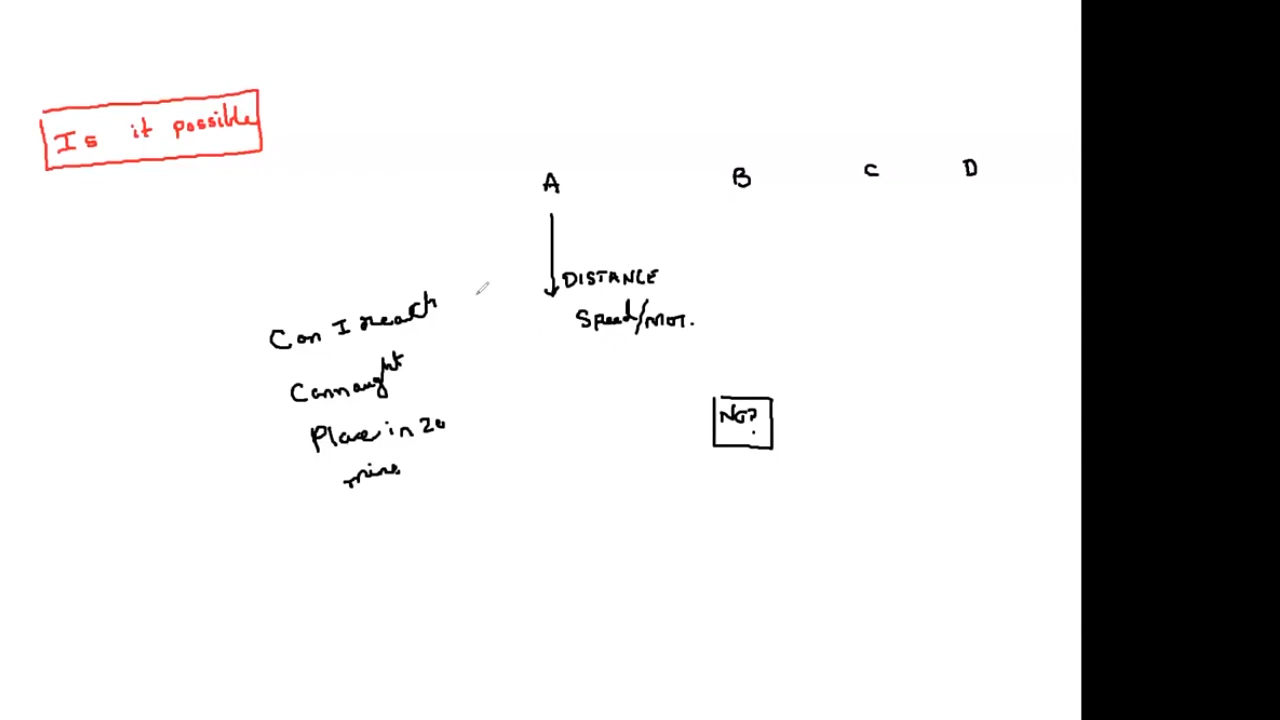 Is it possible
A B C D
DISTANCE
Speed/MOT.
Can I reach
Cannaught
Place in 20
mins
NO?